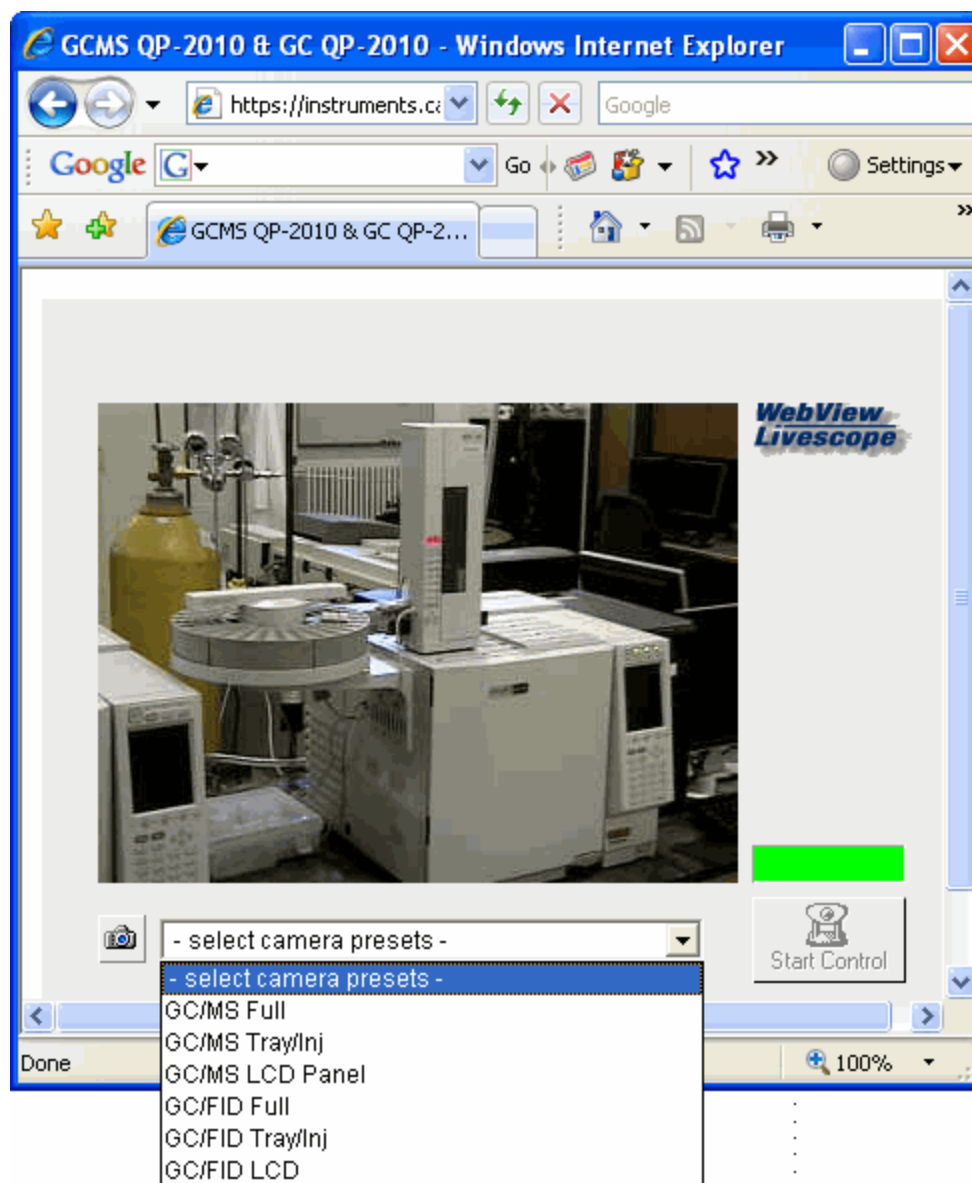 GCMS QP-2010 & GC QP-2010 - Windows Internet Explorer
https://instruments.ca
Google
Google
G
Go
»
Settings
GCMS QP-2010 & GC QP-2...
»
WebView
Livescope
- select camera presets -
Start Control
- select camera presets -
GC/MS Full
GC/MS Tray/Inj
GC/MS LCD Panel
GC/FID Full
GC/FID Tray/Inj
GC/FID LCD
Done
100%